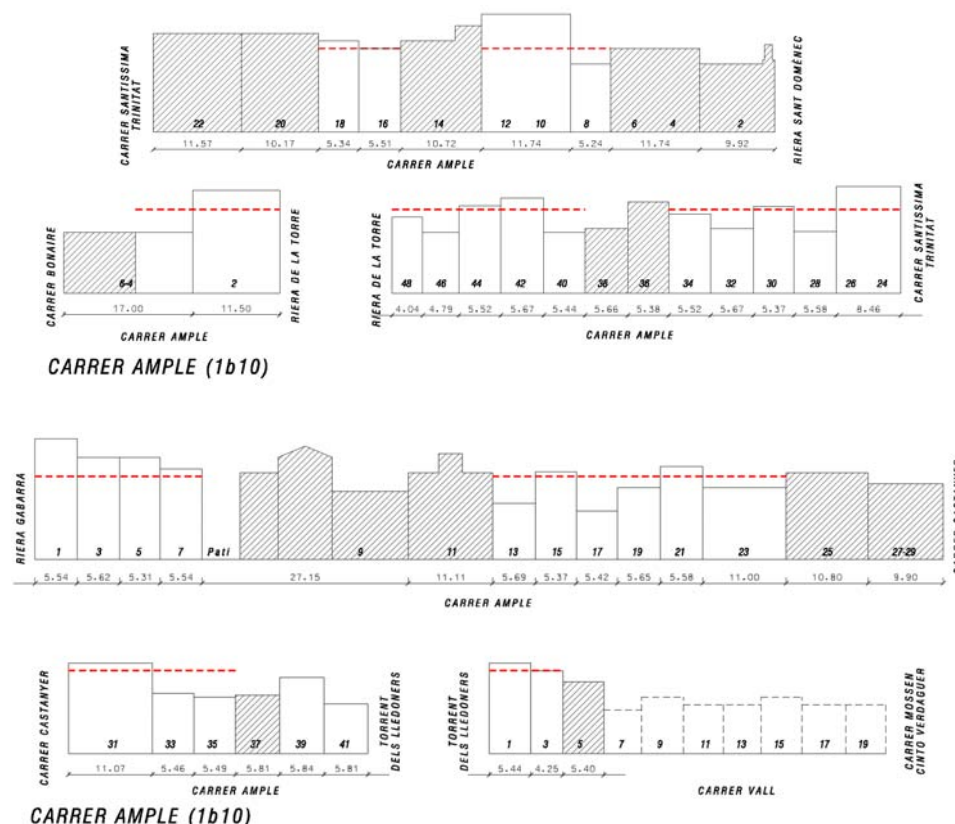 CARRER SANTISSIMA
TRINITAT
22 20 18 16 14 12 10 8 6 4 2
RIERA SANT DOMÈNEC
11.57 10.17 5.34 5.51 10.72 11.74 5.24 11.74 9.92
CARRER AMPLE
CARRER BONAIRE
6-4 2
RIERA DE LA TORRE
17.00 11.50
CARRER AMPLE
RIERA DE LA TORRE
48 46 44 42 40 38 36 34 32 30 28 26 24
CARRER SANTISSIMA
TRINITAT
4.04 4.79 5.52 5.67 5.44 5.66 5.38 5.52 5.67 5.37 5.58 8.46
CARRER AMPLE
CARRER AMPLE (1b10)
RIERA GABARRA
1 3 5 7 Pati 9 11 13 15 17 19 21 23 25 27-29
5.54 5.62 5.31 5.54 27.15 11.11 5.69 5.37 5.42 5.65 5.58 11.00 10.80 9.90
CARRER AMPLE
CARRER CASTANYER
31 33 35 37 39 41
TORRENT
DELS LLEDONERS
11.07 5.46 5.49 5.81 5.84 5.81
CARRER AMPLE
TORRENT
DELS LLEDONERS
1 3 5 7 9 11 13 15 17 19
CARRER MOSSEN
CINTO VERDAGUER
5.44 4.25 5.40
CARRER VALL
CARRER AMPLE (1b10)